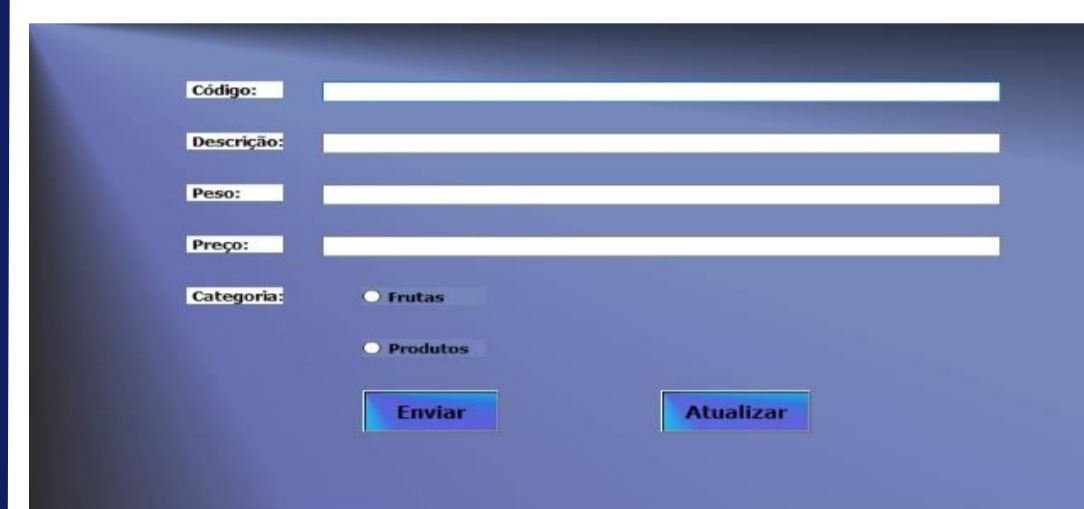 Código:
Descrição:
Peso:
Preço:
Categoria: Frutas
Produtos
Enviar Atualizar